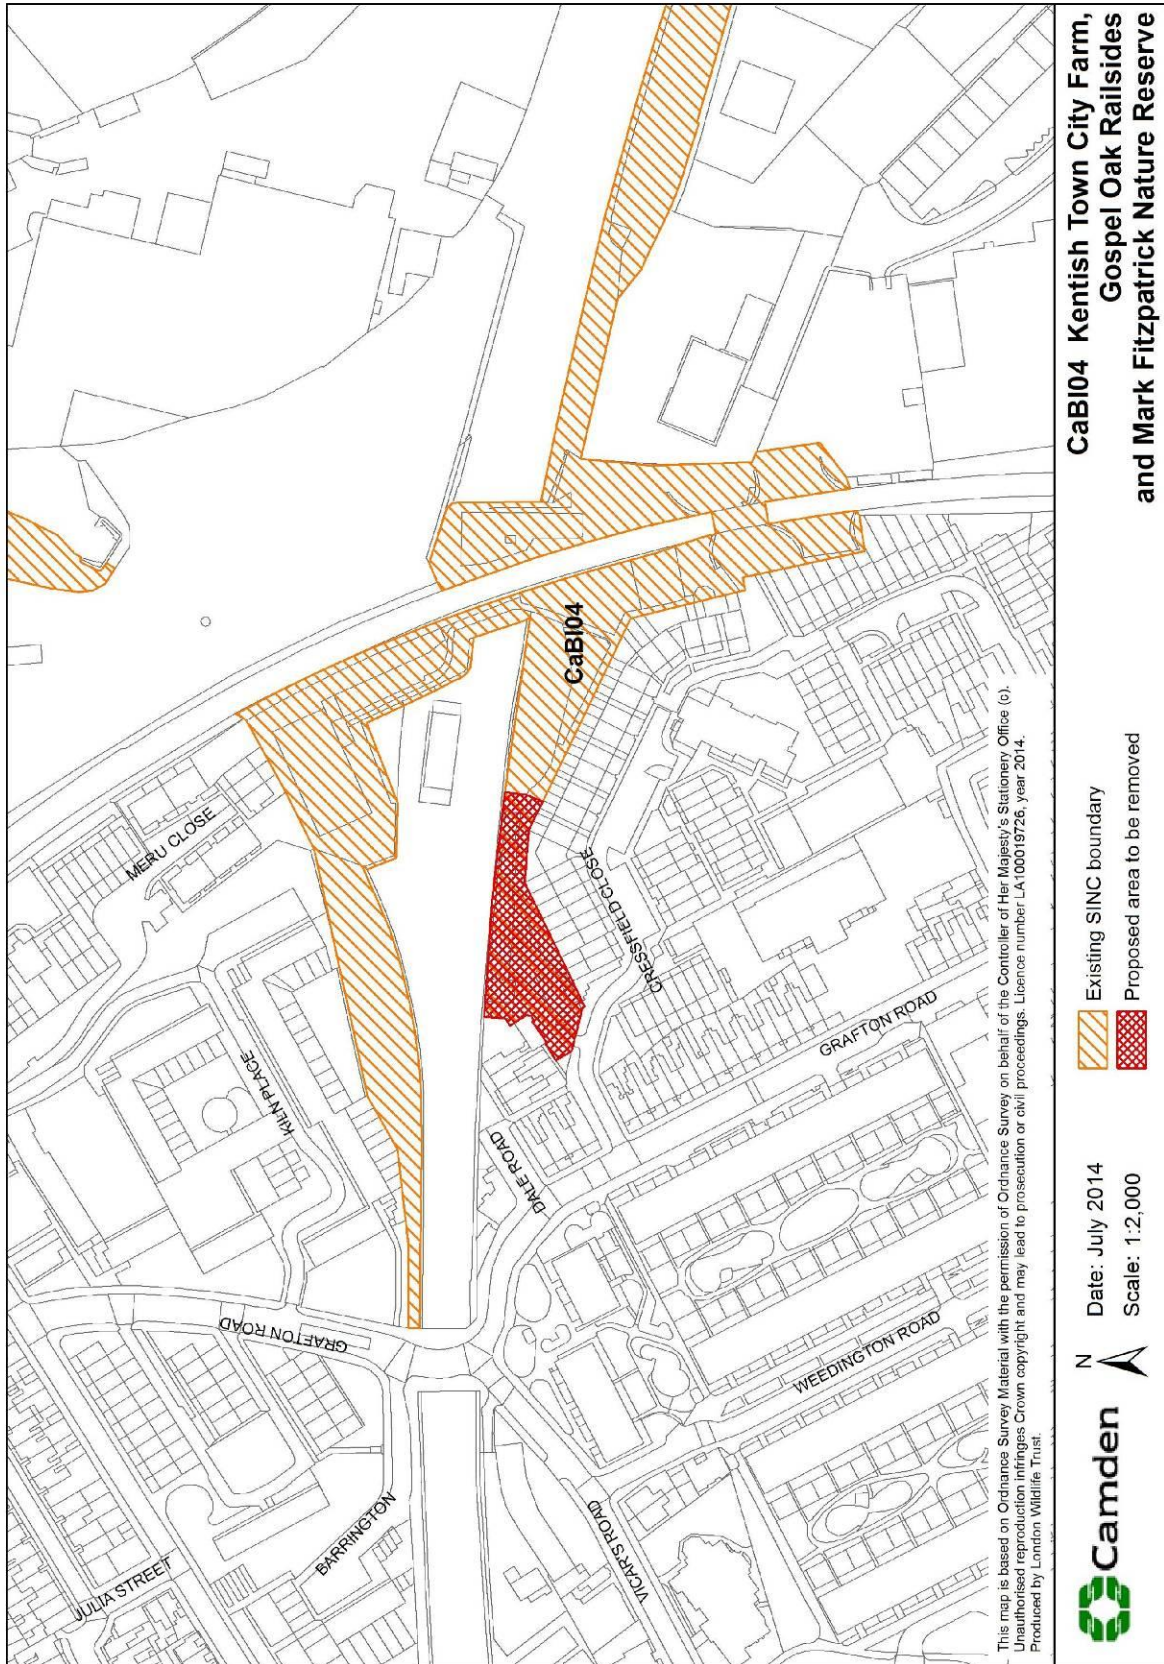 MERU CLOSE
KILN PLACE
GRAFTON ROAD
JULIA STREET
BARRINGTON
CaBI04
CRESSFIELD CLOSE
DALE ROAD
GRAFTON ROAD
VICAR'S ROAD
WEEDINGTON ROAD
This map is based on Ordnance Survey Material with the permission of Ordnance Survey on behalf of the Controller of Her Majesty's Stationery Office (c).
Unauthorised reproduction infringes Crown copyright and may lead to prosecution or civil proceedings. Licence number LA100019726, year 2014.
Produced by London Wildlife Trust.
Camden
N
Date: July 2014
Scale: 1:2,000
Existing SINC boundary
Proposed area to be removed
CaBI04 Kentish Town City Farm,
Gospel Oak Railsides
and Mark Fitzpatrick Nature Reserve